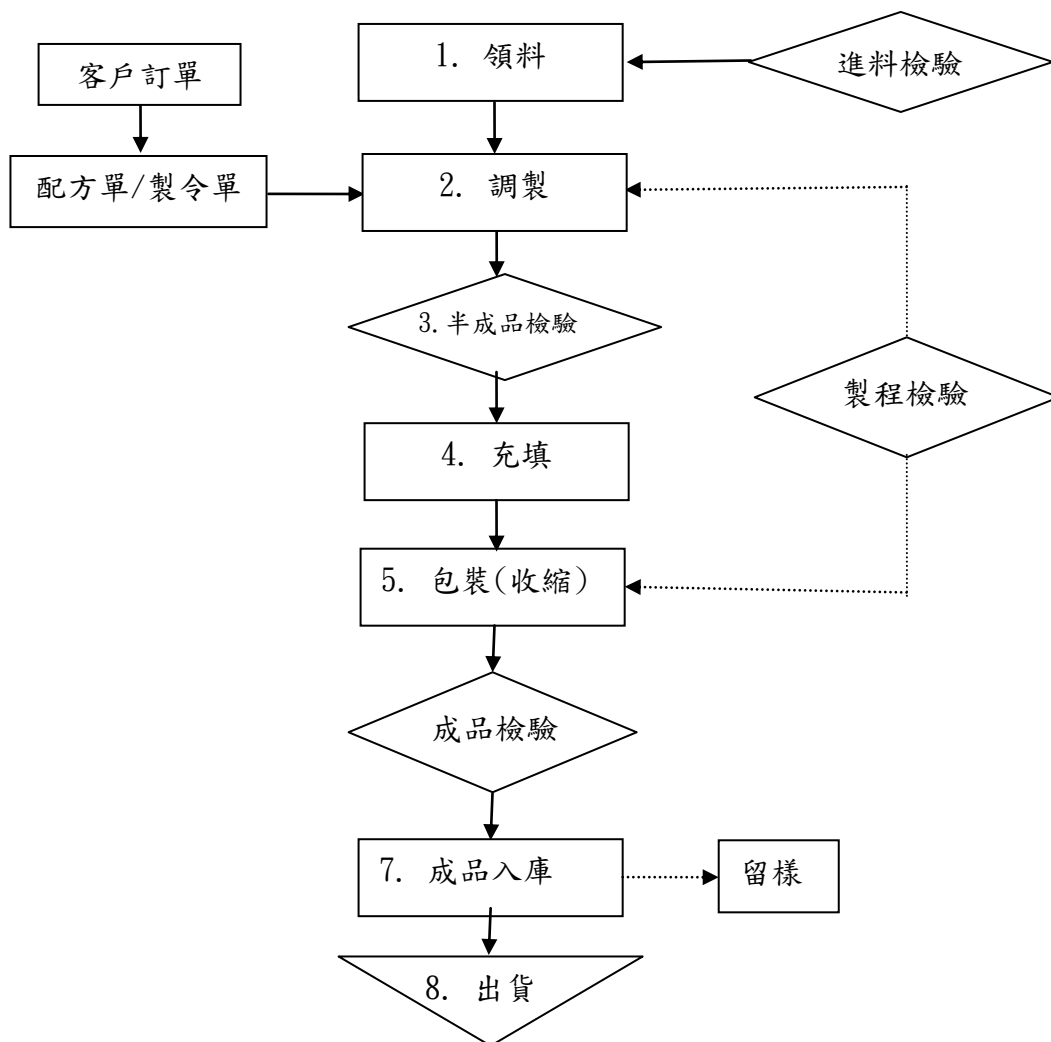 客戶訂單
1. 領料
進料檢驗
配方單/製令單
2. 調製
3.半成品檢驗
製程檢驗
4. 充填
5. 包裝(收縮)
成品檢驗
7. 成品入庫
留樣
8. 出貨